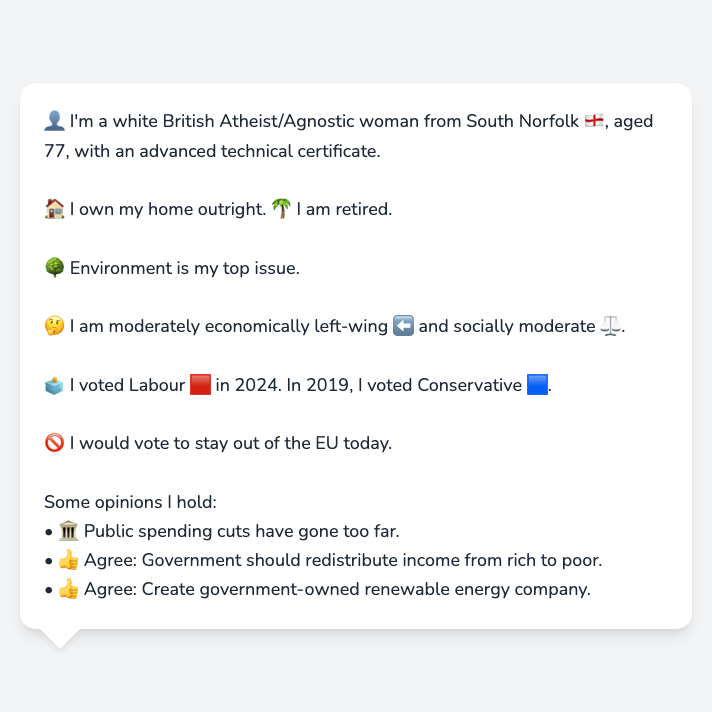 👤 I'm a white British Atheist/Agnostic woman from South Norfolk 🏴󠁧󠁢󠁥󠁮󠁧󠁿, aged
77, with an advanced technical certificate.
🏠 I own my home outright. 🌴 I am retired.
🌳 Environment is my top issue.
🤔 I am moderately economically left-wing ⬅️ and socially moderate ⚖️.
🗳️ I voted Labour 🟥 in 2024. In 2019, I voted Conservative 🟦.
🚫 I would vote to stay out of the EU today.
Some opinions I hold:
• 🏛️ Public spending cuts have gone too far.
• 👍 Agree: Government should redistribute income from rich to poor.
• 👍 Agree: Create government-owned renewable energy company.